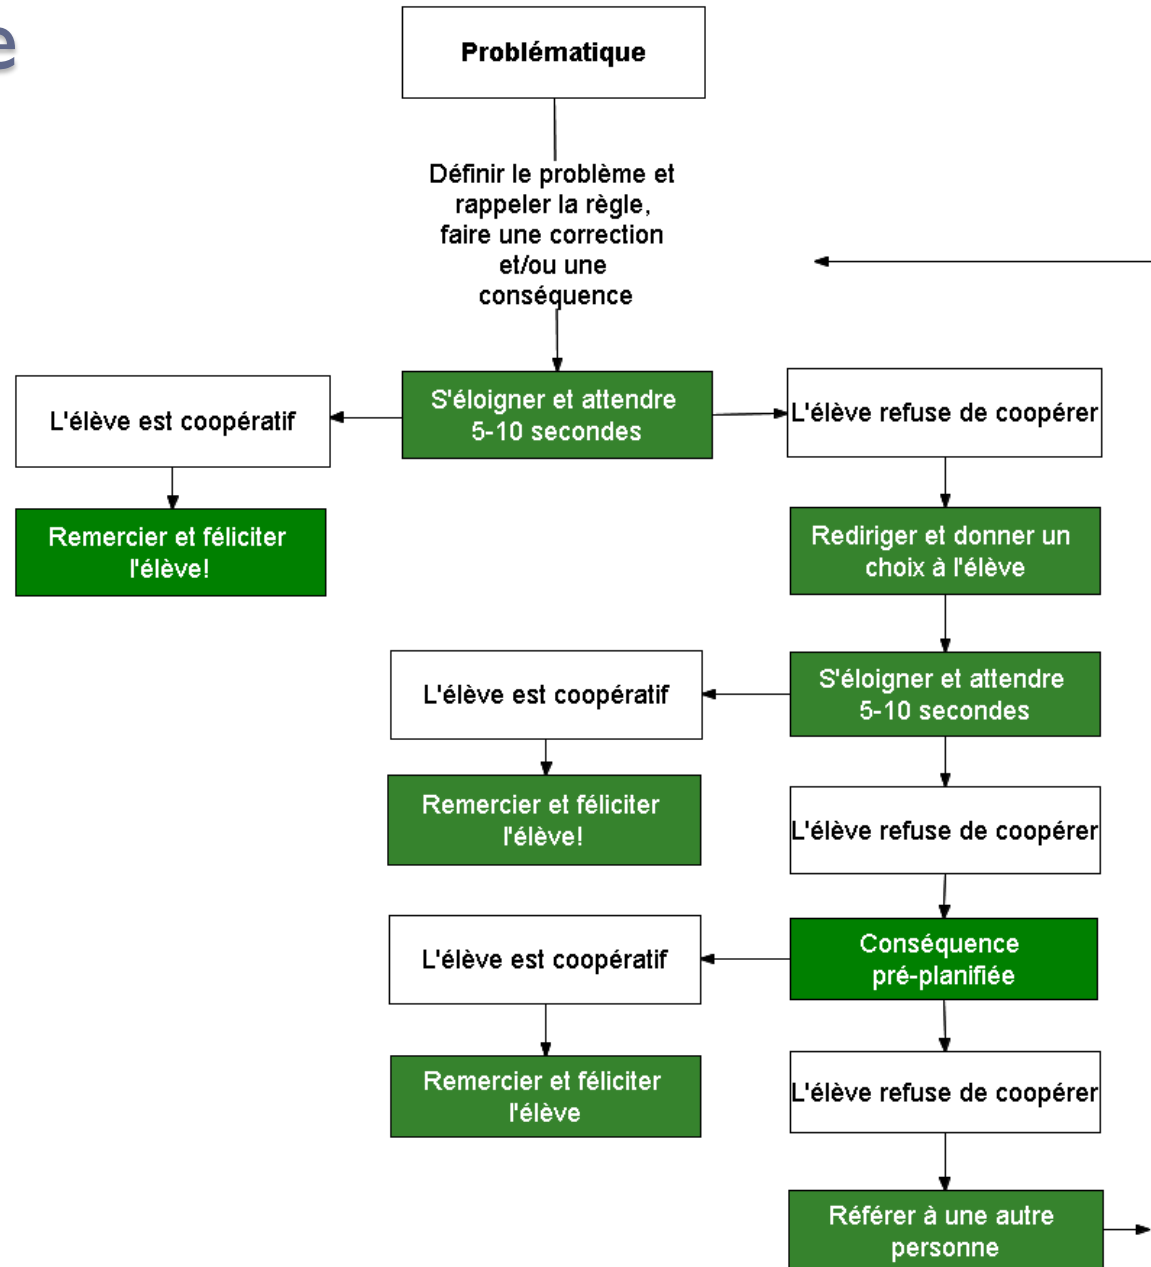 e
Problématique
Définir le problème et
rappeler la règle,
faire une correction
et/ou une
conséquence
L'élève est coopératif
S'éloigner et attendre
5-10 secondes
L'élève refuse de coopérer
Remercier et féliciter
l'élève!
Rediriger et donner un
choix à l'élève
L'élève est coopératif
S'éloigner et attendre
5-10 secondes
Remercier et féliciter
l'élève!
L'élève refuse de coopérer
L'élève est coopératif
Conséquence
pré-planifiée
Remercier et féliciter
l'élève
L'élève refuse de coopérer
Référer à une autre
personne